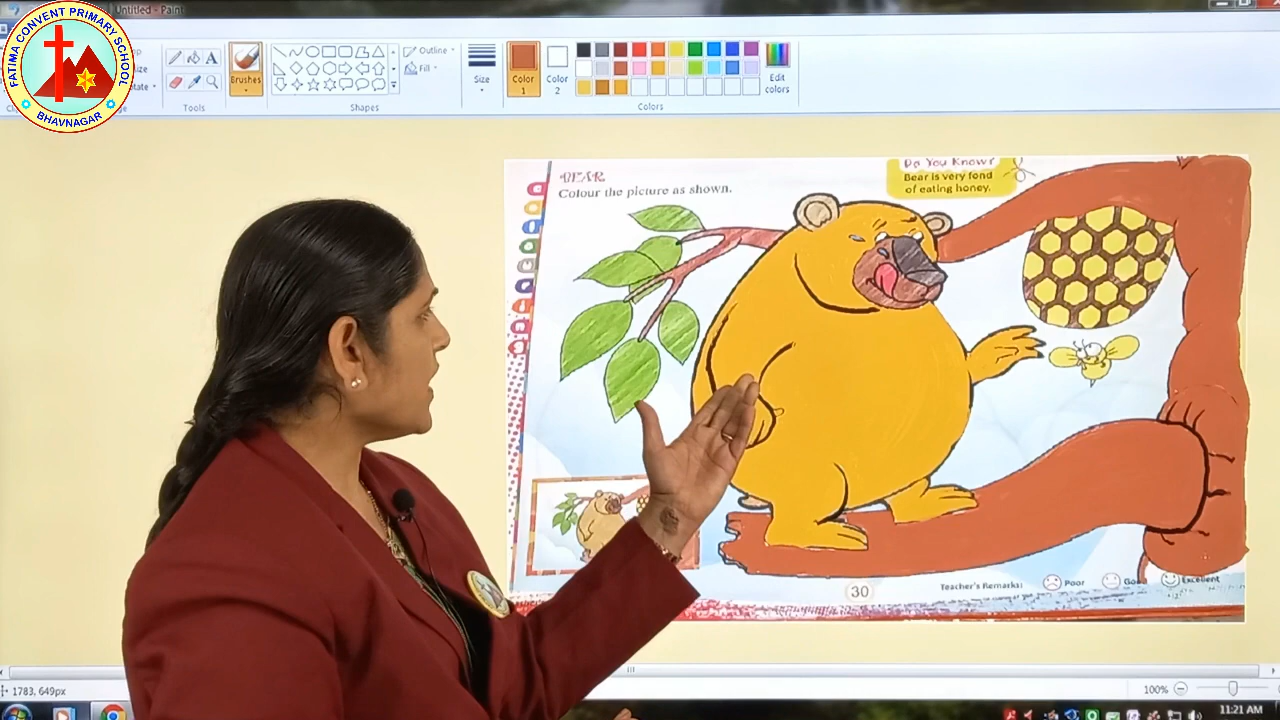 Untitled - Paint
FATIMA CONVENT PRIMARY SCHOOL
BHAVNAGAR
Tools
Brushes
Shapes
Outline
Fill
Size
Color
1
Color
2
Edit
colors
Colors
BEAR
Colour the picture as shown.
Do You Know?
Bear is very fond
of eating honey.
30
Teacher's Remarks:
Poor
Excellent
1783, 649px
100%
11:21 AM